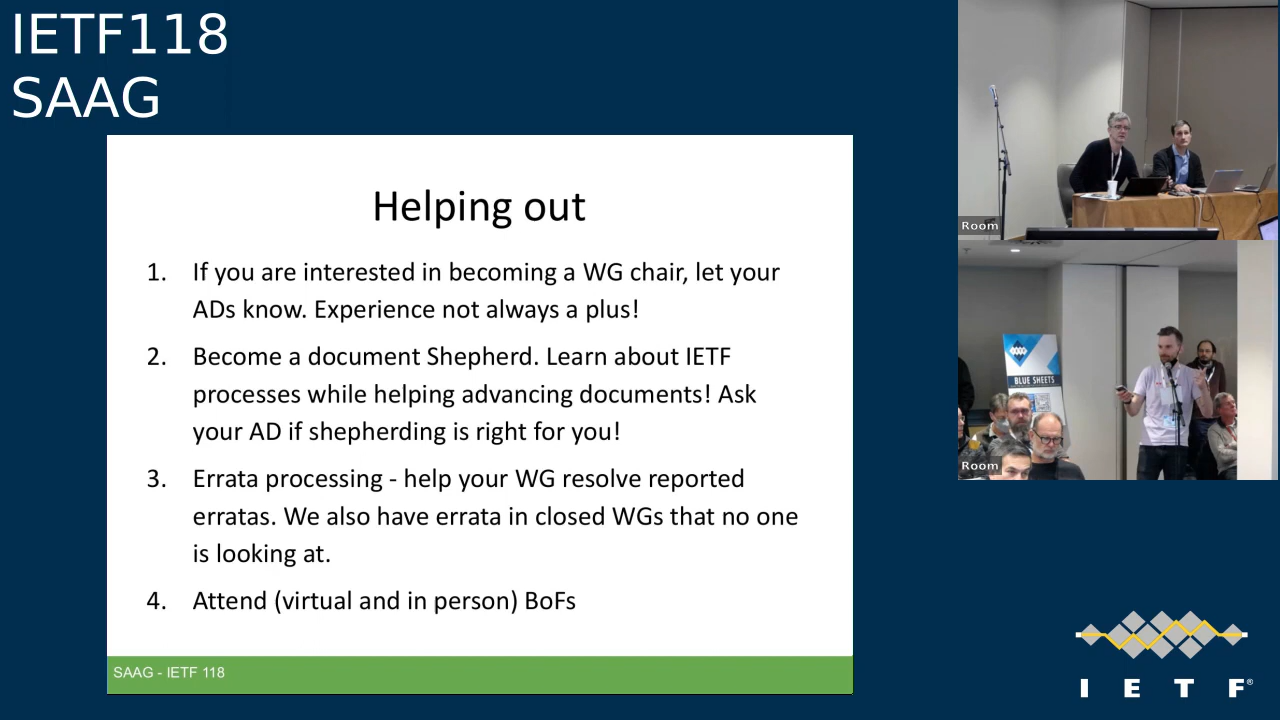 IETF118
SAAG
Helping out
1. If you are interested in becoming a WG chair, let your
ADs know. Experience not always a plus!
2. Become a document Shepherd. Learn about IETF
processes while helping advancing documents! Ask
your AD if shepherding is right for you!
3. Errata processing - help your WG resolve reported
erratas. We also have errata in closed WGs that no one
is looking at.
4. Attend (virtual and in person) BoFs
SAAG - IETF 118
Room
BLUE SHEETS
Room
I E T F®